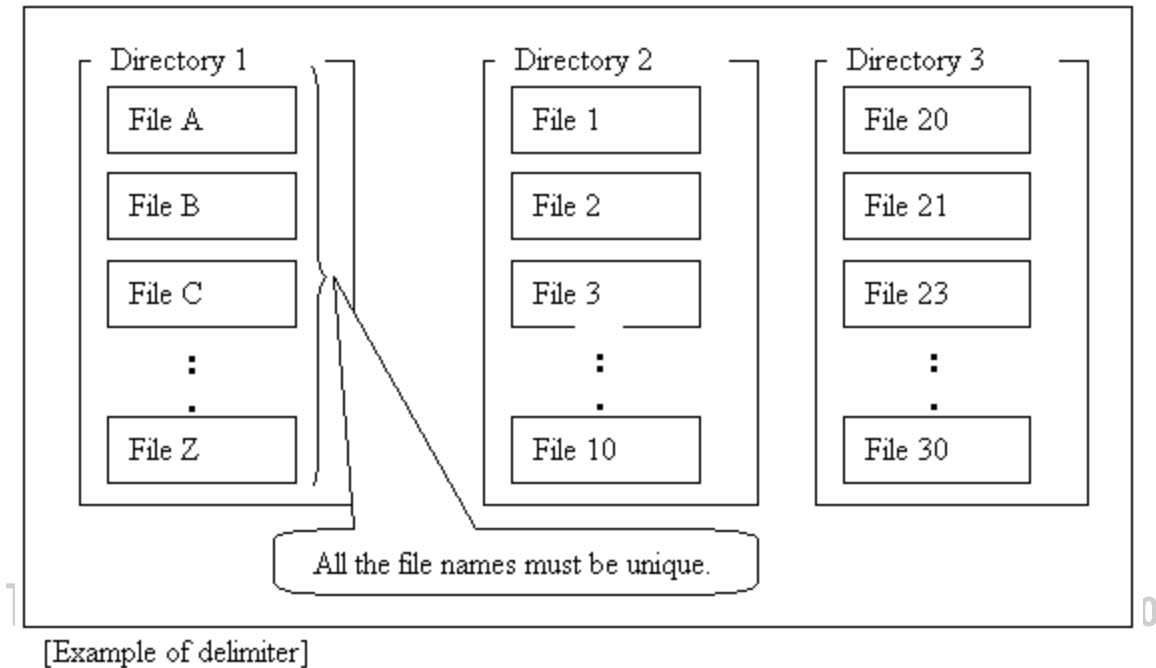 Directory 1
File A
File B
File C
File Z
Directory 2
File 1
File 2
File 3
File 10
Directory 3
File 20
File 21
File 23
File 30
All the file names must be unique.
[Example of delimiter]